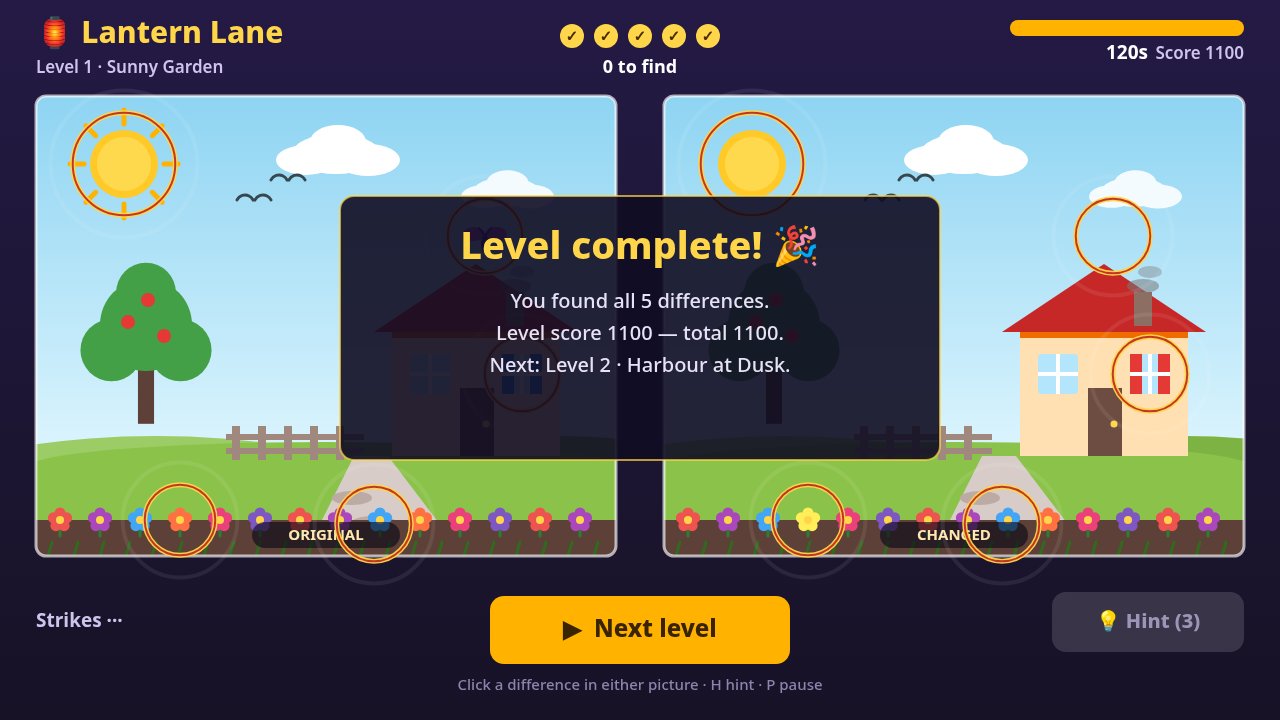 Lantern Lane
Level 1 · Sunny Garden
0 to find
120s Score 1100
Level complete! 🎉
You found all 5 differences.
Level score 1100 — total 1100.
Next: Level 2 · Harbour at Dusk.
ORIGINAL
CHANGED
Strikes ···
▶ Next level
💡 Hint (3)
Click a difference in either picture · H hint · P pause